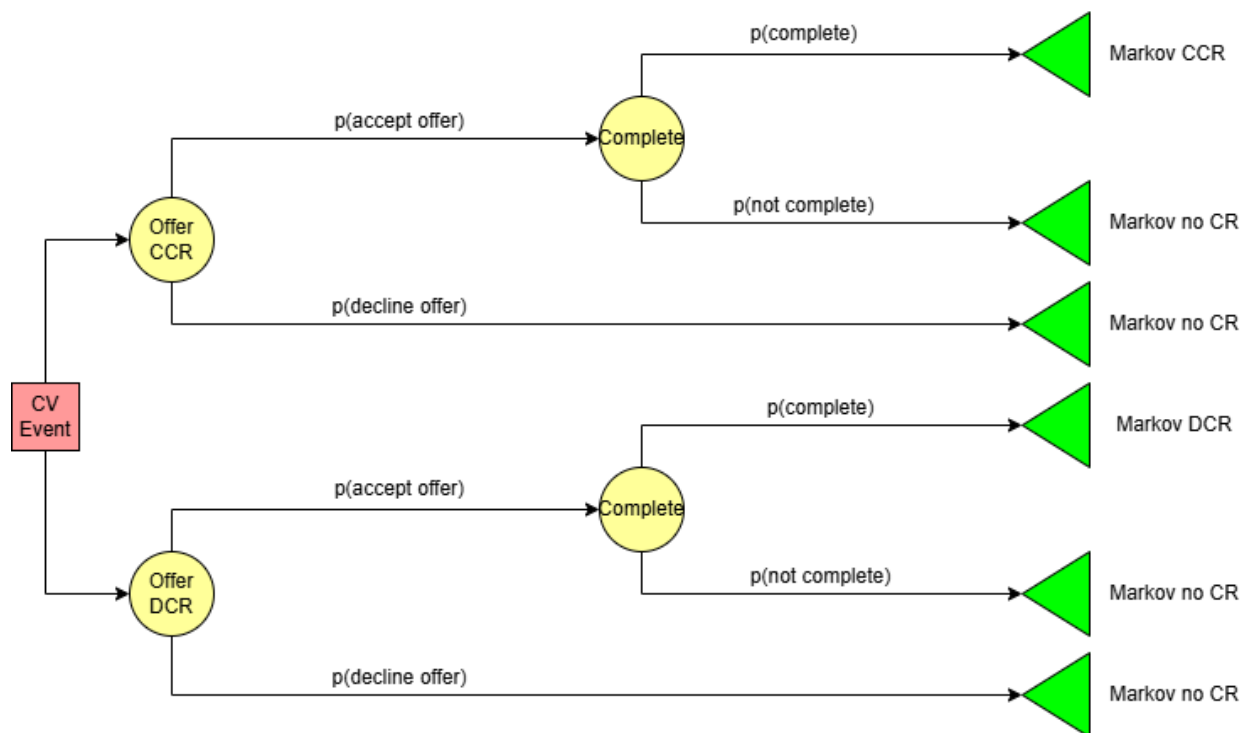 p(complete)
Markov CCR
p(accept offer)
Complete
p(not complete)
Markov no CR
Offer
CCR
p(decline offer)
Markov no CR
CV
Event
p(complete)
Markov DCR
p(accept offer)
Complete
p(not complete)
Markov no CR
Offer
DCR
p(decline offer)
Markov no CR